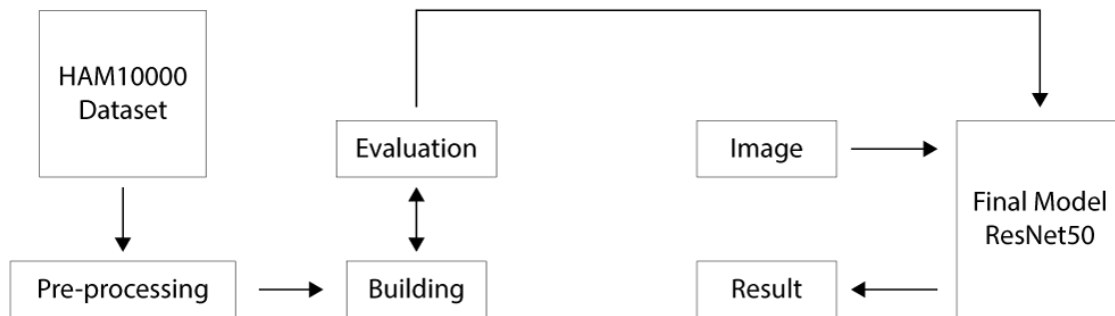 HAM10000
Dataset
Evaluation
Image
Final Model
ResNet50
Pre-processing
Building
Result